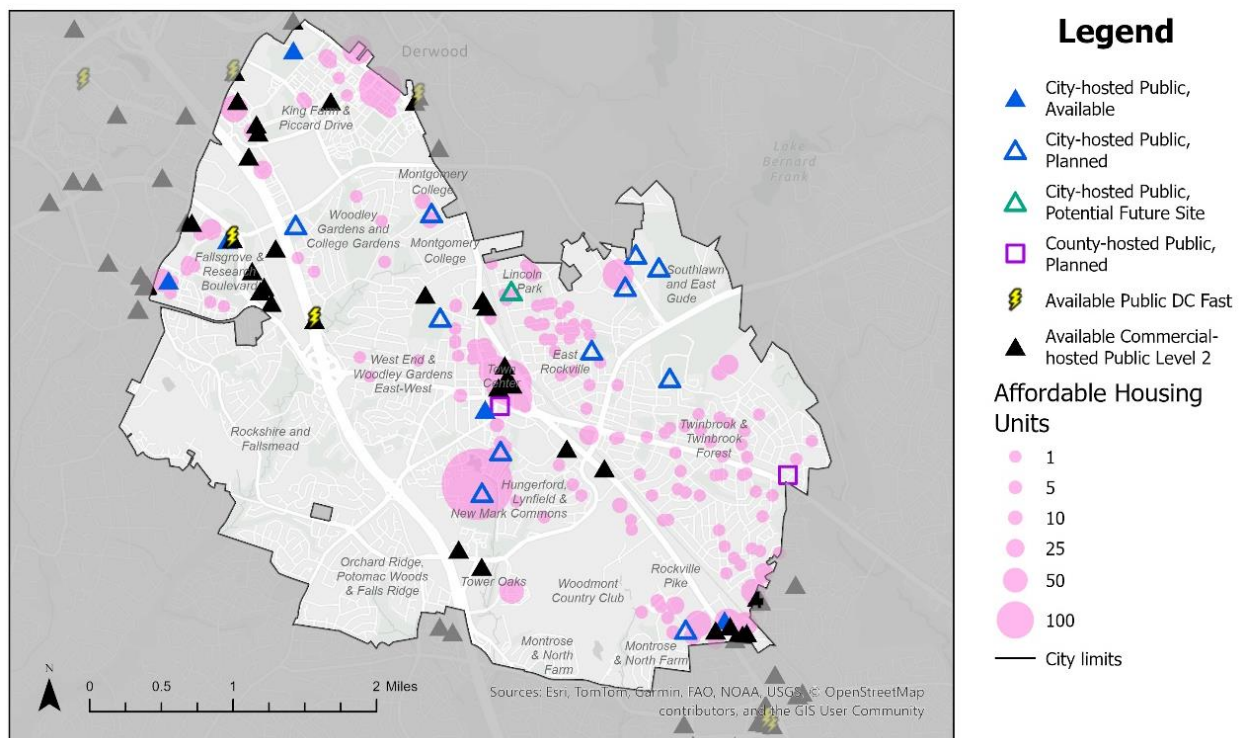 Derwood
King Farm &
Piccard Drive
Lake
Bernard
Frank
Montgomery
College
Woodley
Gardens and
College Gardens
Montgomery
College
Fallsgrove &
Research
Boulevard
Lincoln
Park
Southlawn
and East
Gude
West End &
Woodley Gardens
East-West
Town
Center
East
Rockville
Rockshire and
Fallsmead
Twinbrook &
Twinbrook
Forest
Hungerford,
Lynfield &
New Mark Commons
Orchard Ridge,
Potomac Woods
& Falls Ridge
Tower Oaks
Woodmont
Country Club
Rockville
Pike
Montrose
& North
Farm
Montrose
& North Farm
N
0 0.5 1 2 Miles
Sources: Esri, TomTom, Garmin, FAO, NOAA, USGS, © OpenStreetMap
contributors, and the GIS User Community
Legend
City-hosted Public,
Available
City-hosted Public,
Planned
City-hosted Public,
Potential Future Site
County-hosted Public,
Planned
Available Public DC Fast
Available Commercial-
hosted Public Level 2
Affordable Housing
Units
1
5
10
25
50
100
City limits